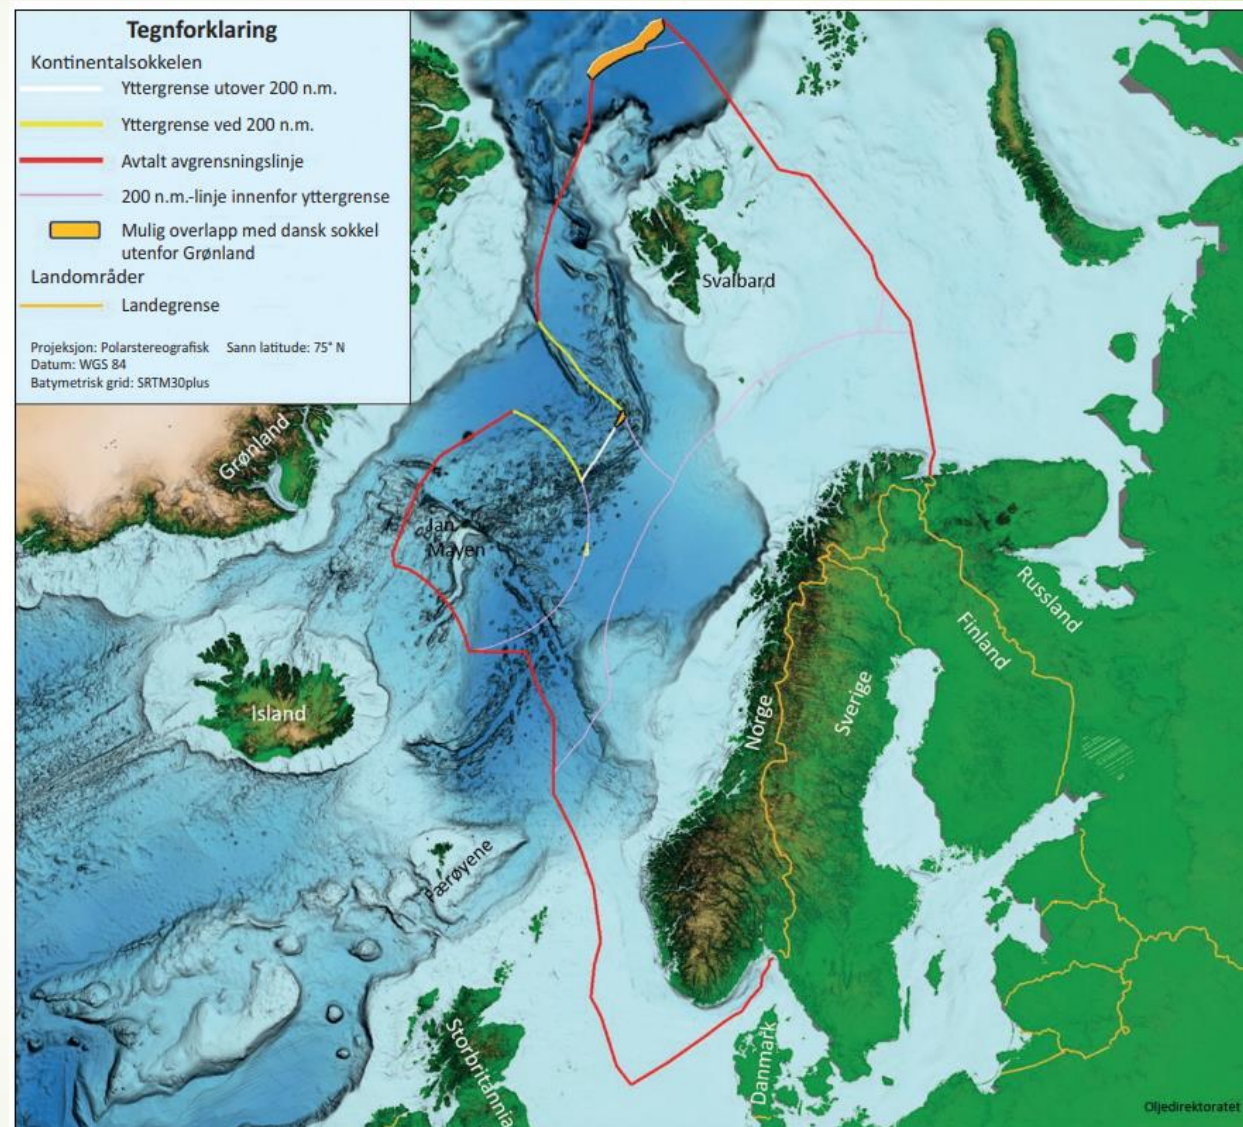 Tegnforklaring
Kontinentalsokkelen
Yttergrense utover 200 n.m.
Yttergrense ved 200 n.m.
Avtalt avgrensningslinje
200 n.m.-linje innenfor yttergrense
Mulig overlapp med dansk sokkel
utenfor Grønland
Landområder
Landegrense
Projeksjon: Polarstereografisk Sann latitude: 75° N
Datum: WGS 84
Batymetrisk grid: SRTM30plus
Svalbard
Grønland
Jan
Mayen
Island
Færøyene
Norge
Sverige
Finland
Russland
Storbritannia
Danmark
Oljedirektoratet